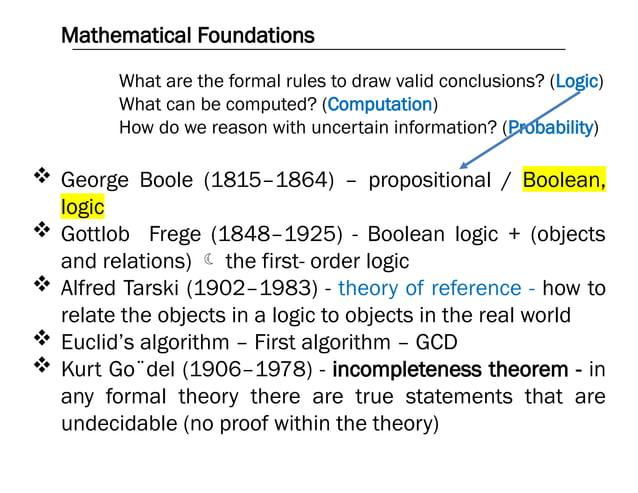 Mathematical Foundations
What are the formal rules to draw valid conclusions? (Logic)
What can be computed? (Computation)
How do we reason with uncertain information? (Probability)
❖ George Boole (1815–1864) – propositional / Boolean,
logic
❖ Gottlob Frege (1848–1925) - Boolean logic + (objects
and relations) ☾ the first- order logic
❖ Alfred Tarski (1902–1983) - theory of reference - how to
relate the objects in a logic to objects in the real world
❖ Euclid’s algorithm – First algorithm – GCD
❖ Kurt Go¨del (1906–1978) - incompleteness theorem - in
any formal theory there are true statements that are
undecidable (no proof within the theory)